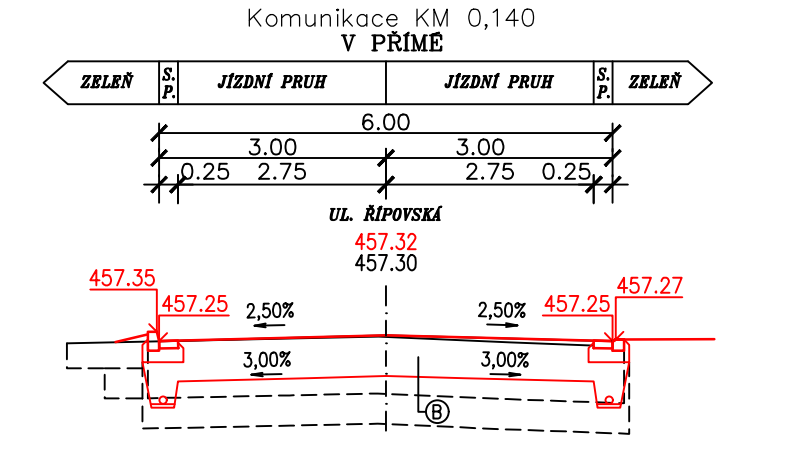 Komunikace KM 0,140
V PŘÍMÉ
ZELEŇ S. P. JÍZDNÍ PRUH JÍZDNÍ PRUH S. P. ZELEŇ
6.00
3.00 3.00
0.25 2.75 2.75 0.25
UL. ŘÍPOVSKÁ
457.32
457.30
457.35 457.27
457.25 2,50% 2,50% 457.25
3,00% 3,00%
B